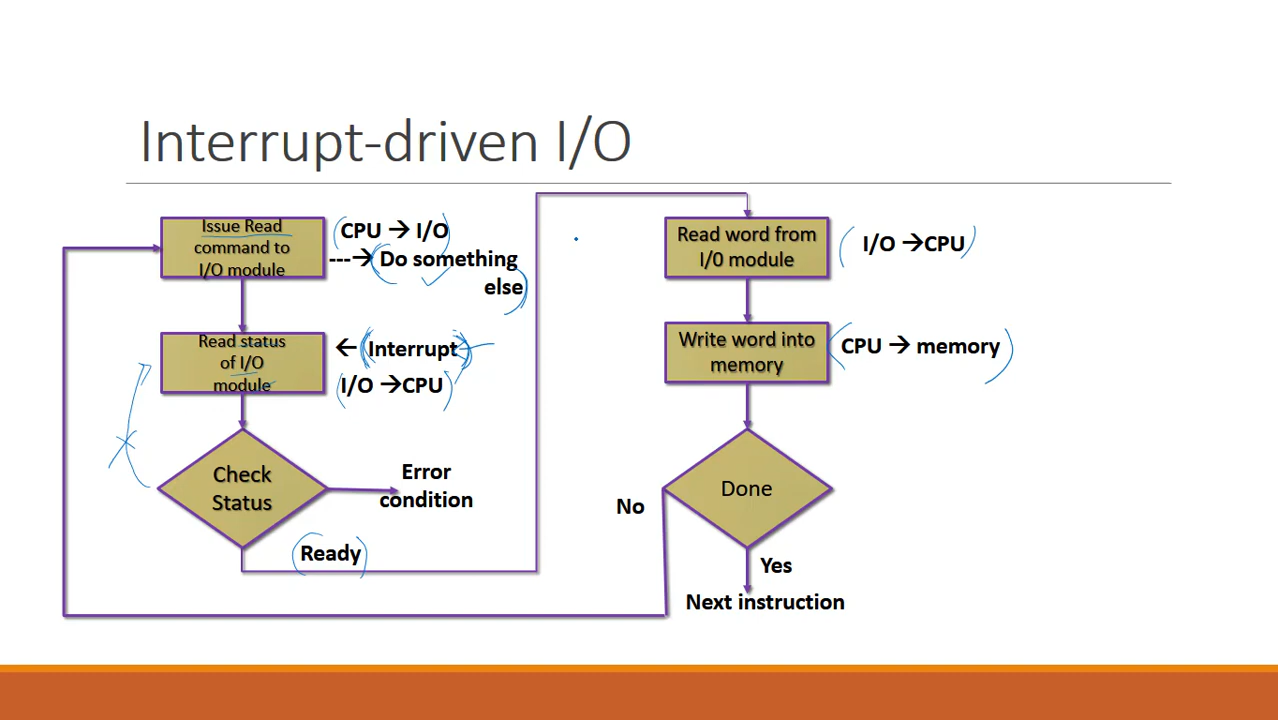 Interrupt-driven I/O
Issue Read
command to
I/O module
CPU → I/O
---→ Do something
else
Read status
of I/O
module
← Interrupt
I/O →CPU
Check
Status
Error
condition
Ready
Read word from
I/0 module
I/O →CPU
Write word into
memory
CPU → memory
Done
No
Yes
Next instruction